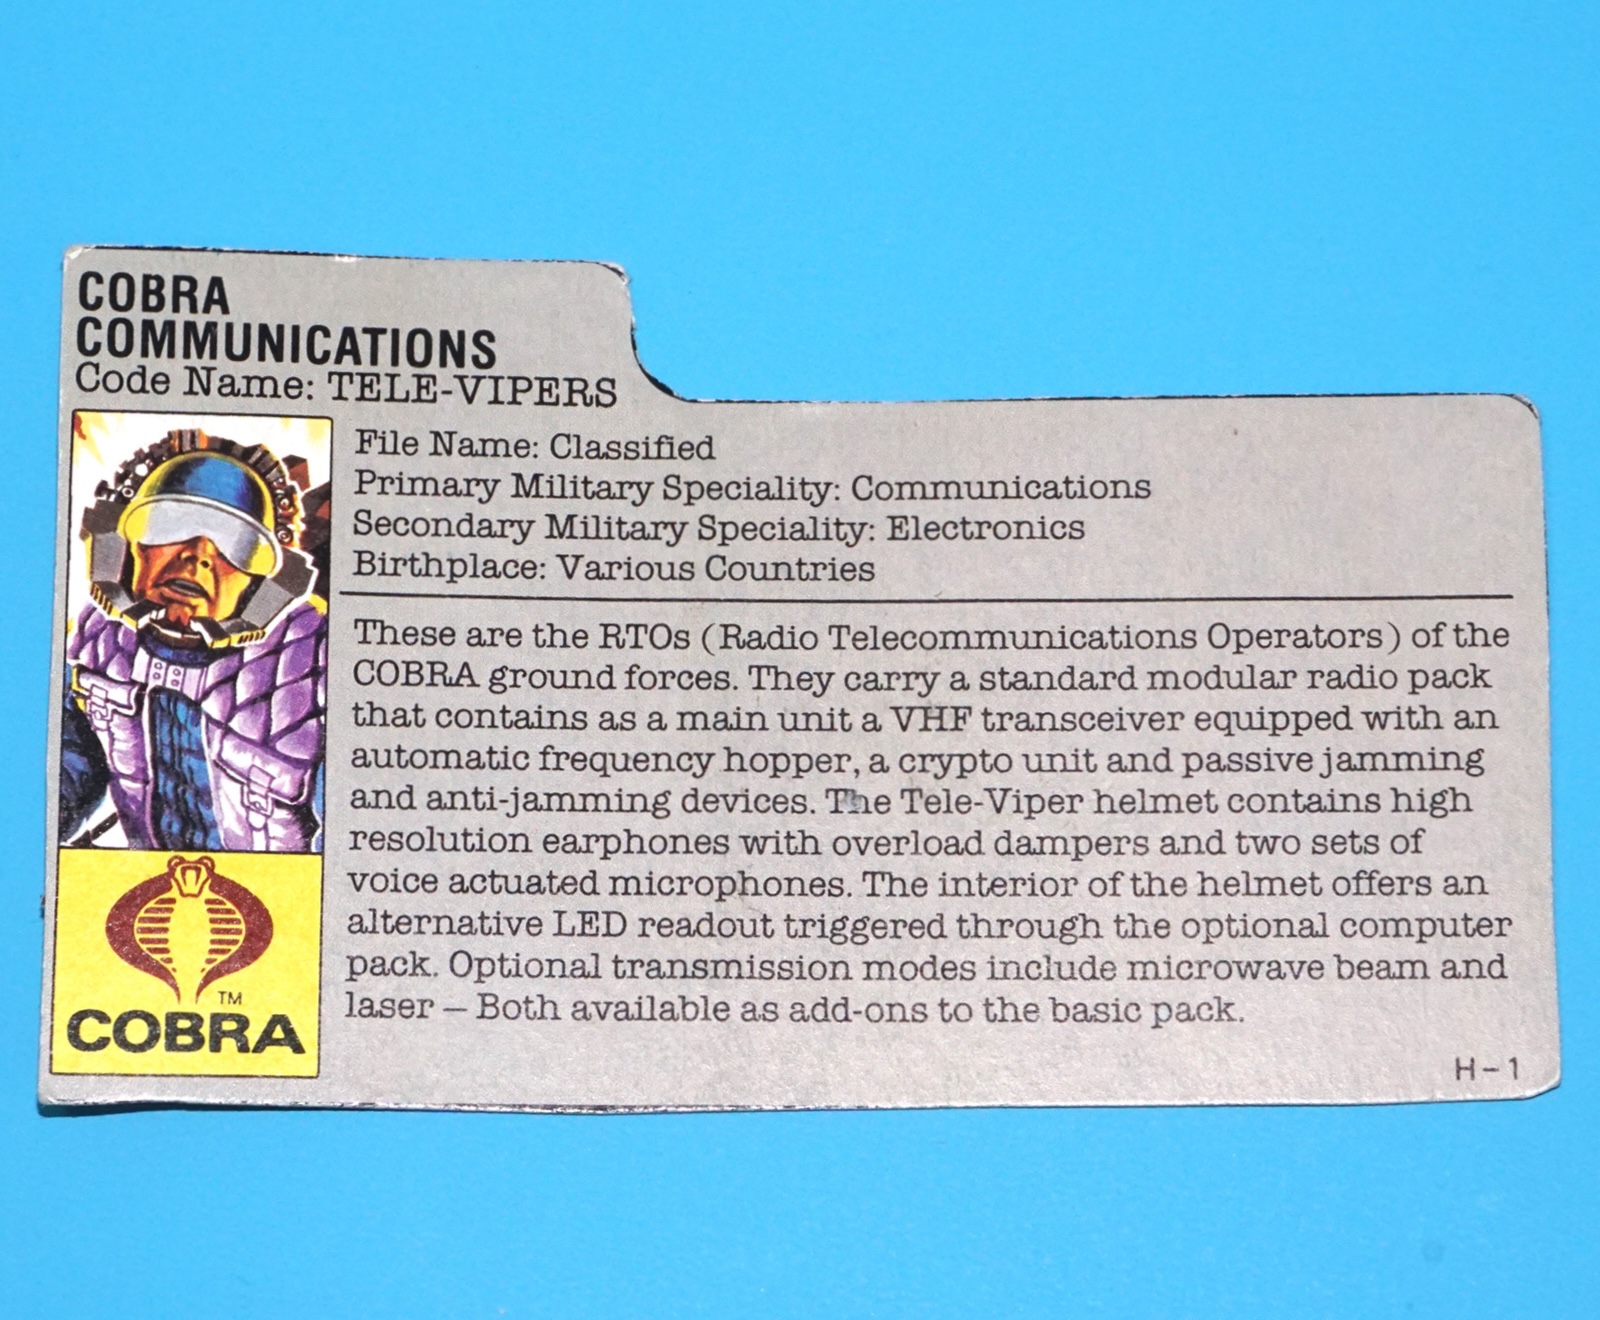 COBRA
COMMUNICATIONS
Code Name: TELE-VIPERS
File Name: Classified
Primary Military Speciality: Communications
Secondary Military Speciality: Electronics
Birthplace: Various Countries
These are the RTOs (Radio Telecommunications Operators) of the
COBRA ground forces. They carry a standard modular radio pack
that contains as a main unit a VHF transceiver equipped with an
automatic frequency hopper, a crypto unit and passive jamming
and anti-jamming devices. The Tele-Viper helmet contains high
resolution earphones with overload dampers and two sets of
voice actuated microphones. The interior of the helmet offers an
alternative LED readout triggered through the optional computer
pack. Optional transmission modes include microwave beam and
laser – Both available as add-ons to the basic pack.
TM
COBRA
H-1